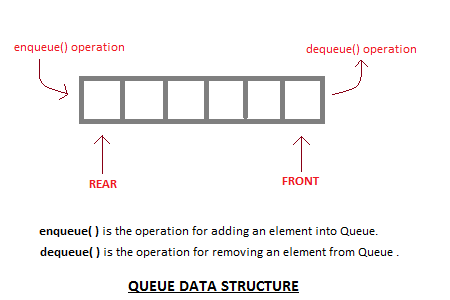 enqueue() operation
dequeue() operation
REAR
FRONT
enqueue( ) is the operation for adding an element into Queue.
dequeue( ) is the operation for removing an element from Queue .
QUEUE DATA STRUCTURE